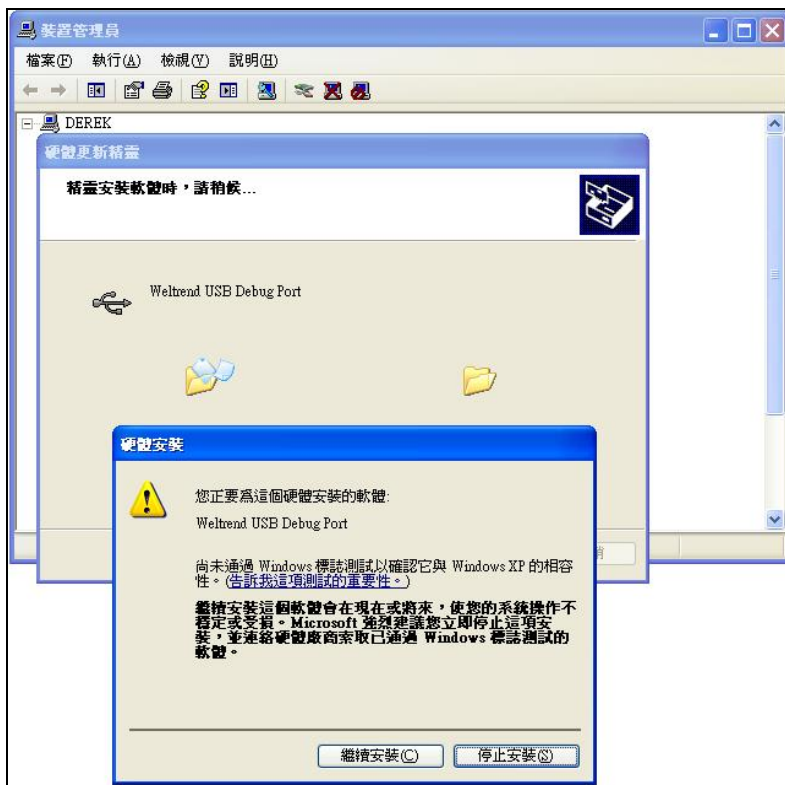 裝置管理員
檔案(F) 執行(A) 檢視(V) 說明(H)
DEREK
硬體更新精靈
精靈安裝軟體時，請稍候...
Weltrend USB Debug Port
硬體安裝
您正要為這個硬體安裝的軟體:
Weltrend USB Debug Port
尚未通過 Windows 標誌測試以確認它與 Windows XP 的相容
性。(告訴我這項測試的重要性。)
繼續安裝這個軟體會在現在或將來，使您的系統操作不
穩定或受損。Microsoft 強烈建議您立即停止這項安
裝，並連絡硬體廠商索取已通過 Windows 標誌測試的
軟體。
繼續安裝(C) 停止安裝(S)